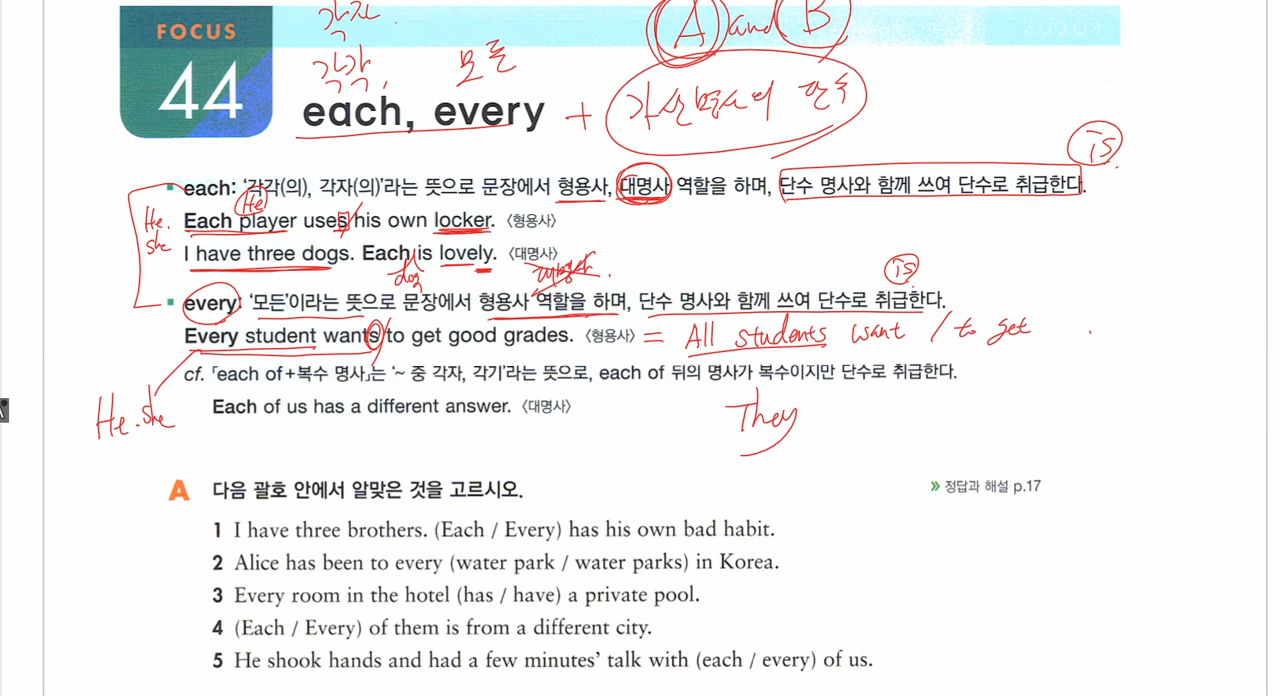 각자.
A and B
FOCUS
44
각각, 모든
each, every + 가산명사의 단수
is
each: '각각(의), 각자(의)'라는 뜻으로 문장에서 형용사, 대명사 역할을 하며, 단수 명사와 함께 쓰여 단수로 취급한다.
He
He. she
Each player uses his own locker. 〈형용사〉
I have three dogs. Each is lovely. 〈대명사〉
dog
is
every: '모든'이라는 뜻으로 문장에서 형용사 역할을 하며, 단수 명사와 함께 쓰여 단수로 취급한다.
Every student wants to get good grades. 〈형용사〉 = All students want / to get
cf. 「each of+복수 명사」는 '~ 중 각자, 각기'라는 뜻으로, each of 뒤의 명사가 복수이지만 단수로 취급한다.
He. she
Each of us has a different answer. 〈대명사〉
They
A 다음 괄호 안에서 알맞은 것을 고르시오.
» 정답과 해설 p.17
1 I have three brothers. (Each / Every) has his own bad habit.
2 Alice has been to every (water park / water parks) in Korea.
3 Every room in the hotel (has / have) a private pool.
4 (Each / Every) of them is from a different city.
5 He shook hands and had a few minutes' talk with (each / every) of us.